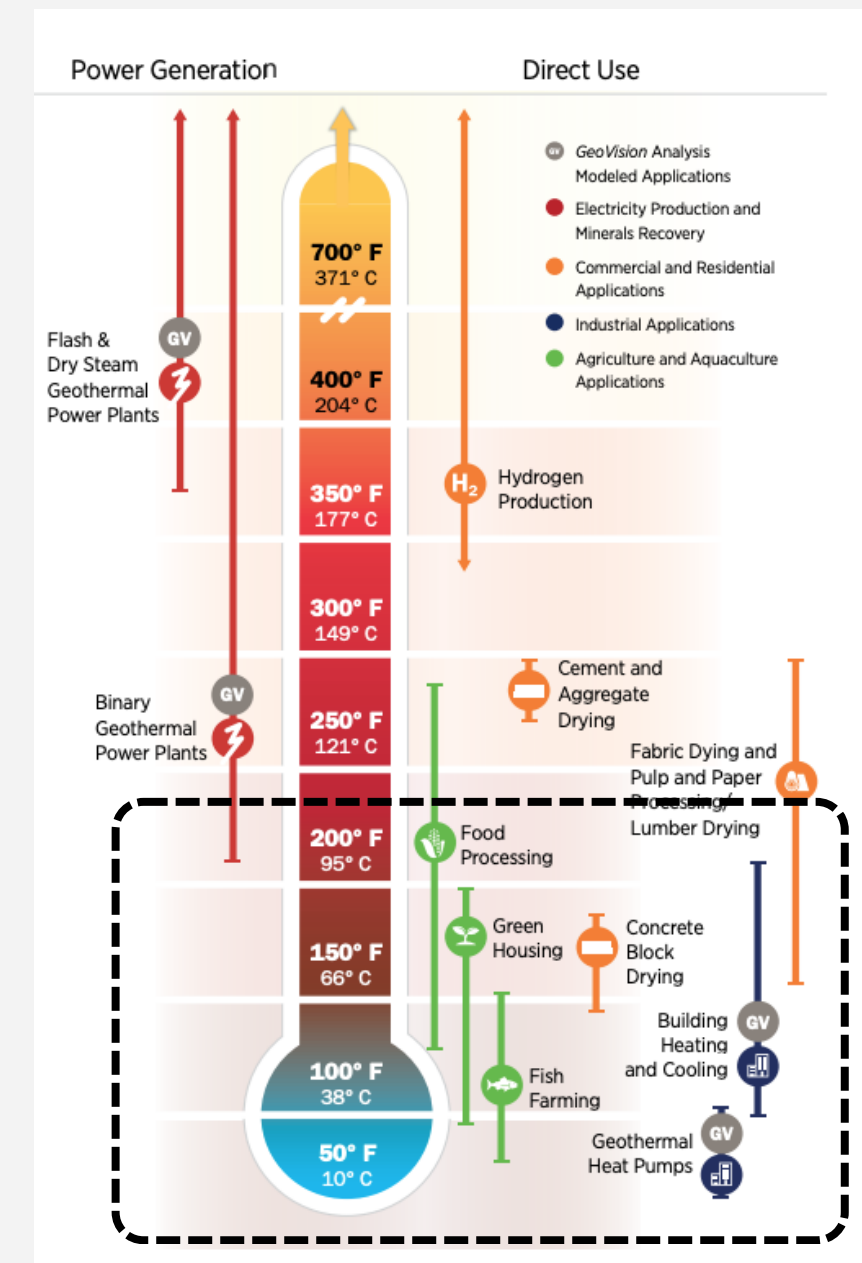 Power Generation
Direct Use
GV
GeoVision Analysis
Modeled Applications
Electricity Production and
Minerals Recovery
Commercial and Residential
Applications
Industrial Applications
Agriculture and Aquaculture
Applications
700° F
371° C
Flash &
Dry Steam
Geothermal
Power Plants
GV
400° F
204° C
350° F
177° C
H2
Hydrogen
Production
300° F
149° C
Binary
Geothermal
Power Plants
GV
250° F
121° C
Cement and
Aggregate
Drying
Fabric Dying and
Pulp and Paper
Processing/
Lumber Drying
200° F
95° C
Food
Processing
150° F
66° C
Green
Housing
Concrete
Block
Drying
Building
Heating
and Cooling
GV
100° F
38° C
Fish
Farming
Geothermal
Heat Pumps
GV
50° F
10° C